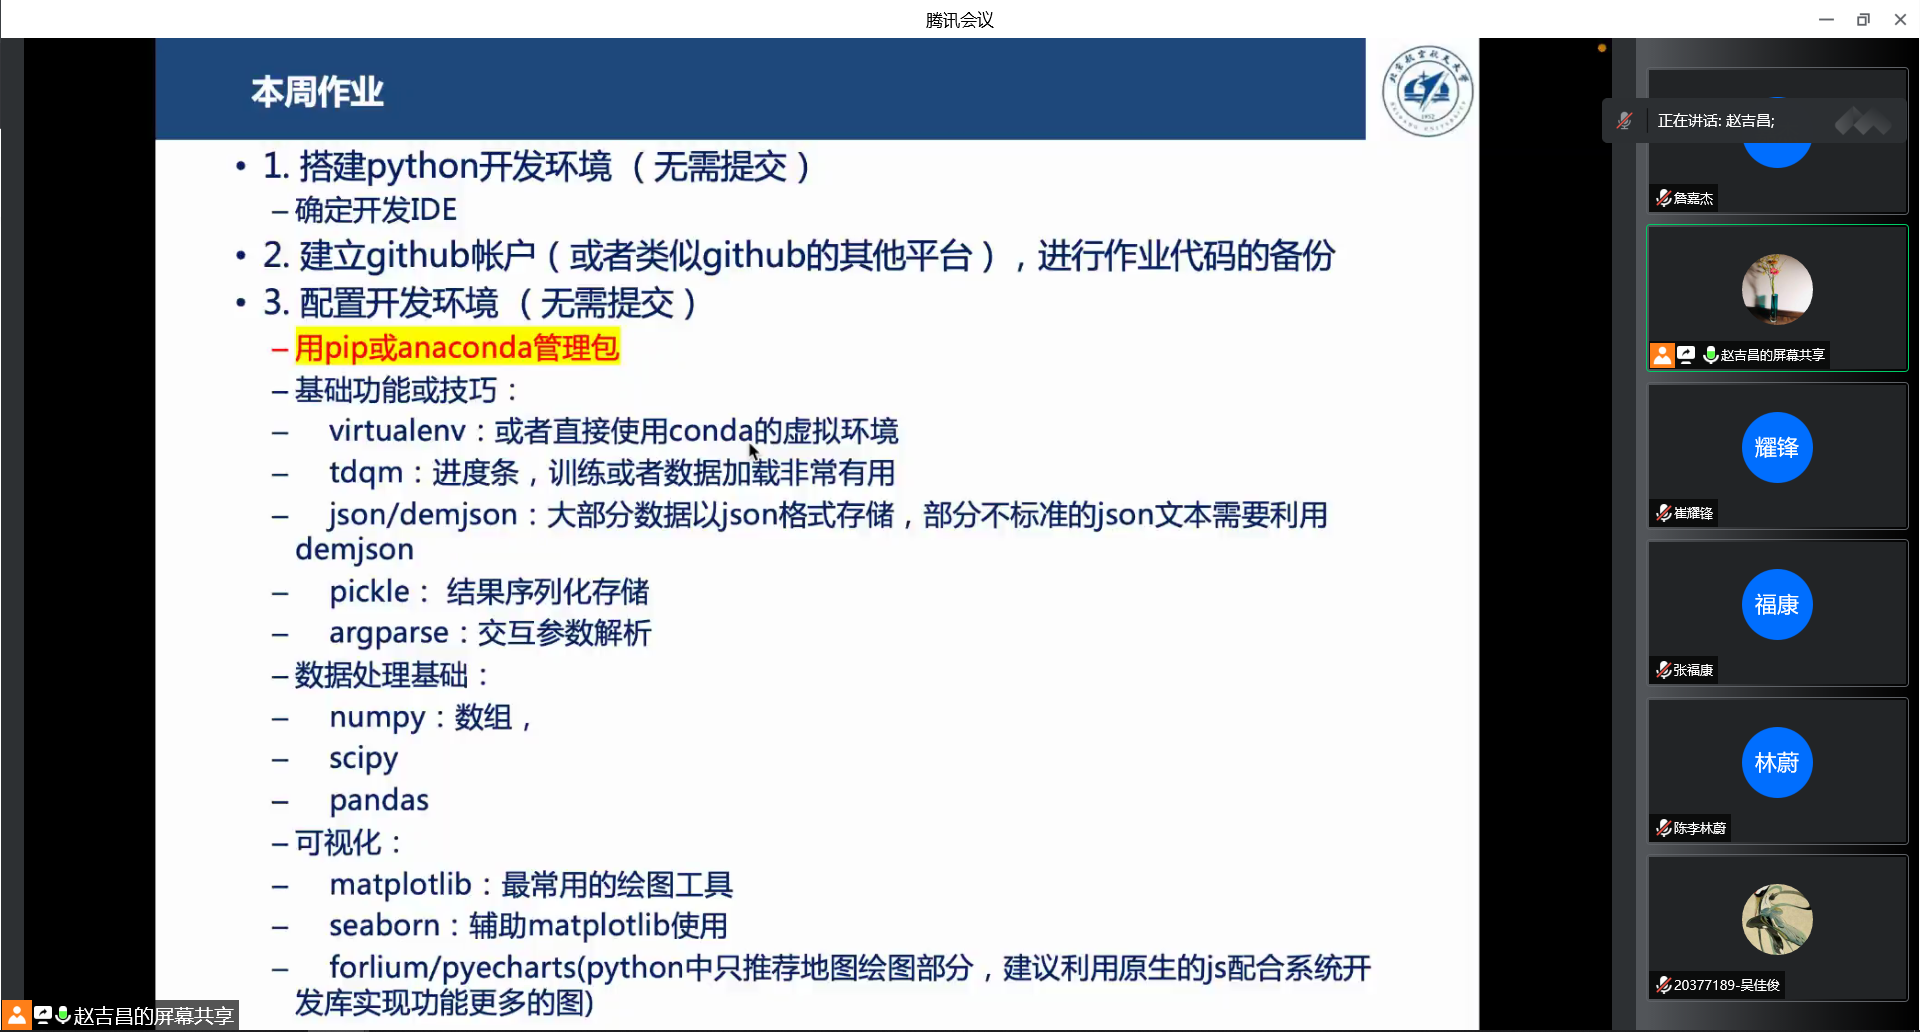 腾讯会议
本周作业
北京航空航天大学
BEIHANG UNIVERSITY
1952
• 1. 搭建python开发环境 （无需提交）
– 确定开发IDE
• 2. 建立github帐户（或者类似github的其他平台），进行作业代码的备份
• 3. 配置开发环境 （无需提交）
– 用pip或anaconda管理包
– 基础功能或技巧：
– virtualenv：或者直接使用conda的虚拟环境
– tdqm：进度条，训练或者数据加载非常有用
– json/demjson：大部分数据以json格式存储，部分不标准的json文本需要利用
demjson
– pickle： 结果序列化存储
– argparse：交互参数解析
– 数据处理基础：
– numpy：数组，
– scipy
– pandas
– 可视化：
– matplotlib：最常用的绘图工具
– seaborn：辅助matplotlib使用
– forlium/pyecharts(python中只推荐地图绘图部分，建议利用原生的js配合系统开
发库实现功能更多的图)
赵吉昌的屏幕共享
正在讲话: 赵吉昌;
詹嘉杰
赵吉昌的屏幕共享
耀锋
崔耀锋
福康
张福康
林蔚
陈李林蔚
20377189-吴佳俊